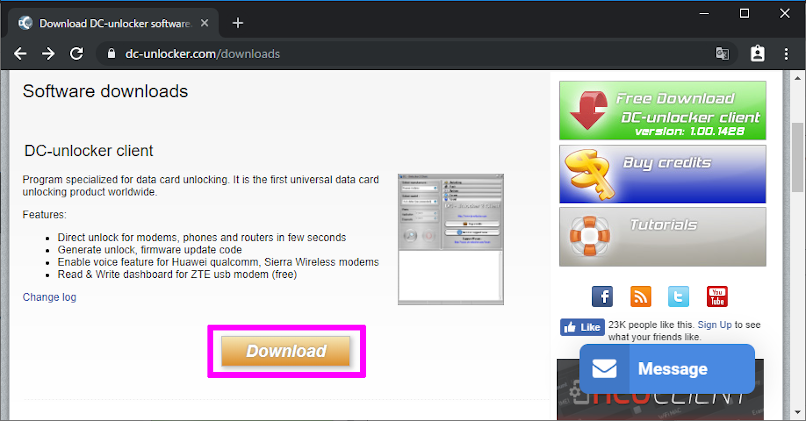 Download DC-unlocker software
dc-unlocker.com/downloads
Software downloads
DC-unlocker client
Program specialized for data card unlocking. It is the first universal data card
unlocking product worldwide.
Features:
Direct unlock for modems, phones and routers in few seconds
Generate unlock, firmware update code
Enable voice feature for Huawei qualcomm, Sierra Wireless modems
Read & Write dashboard for ZTE usb modem (free)
Change log
Download
Free Download
DC-unlocker client
version: 1.00.1428
Buy credits
Tutorials
You
Tube
Like
23K people like this. Sign Up to see
what your friends like.
Message
CLIENT